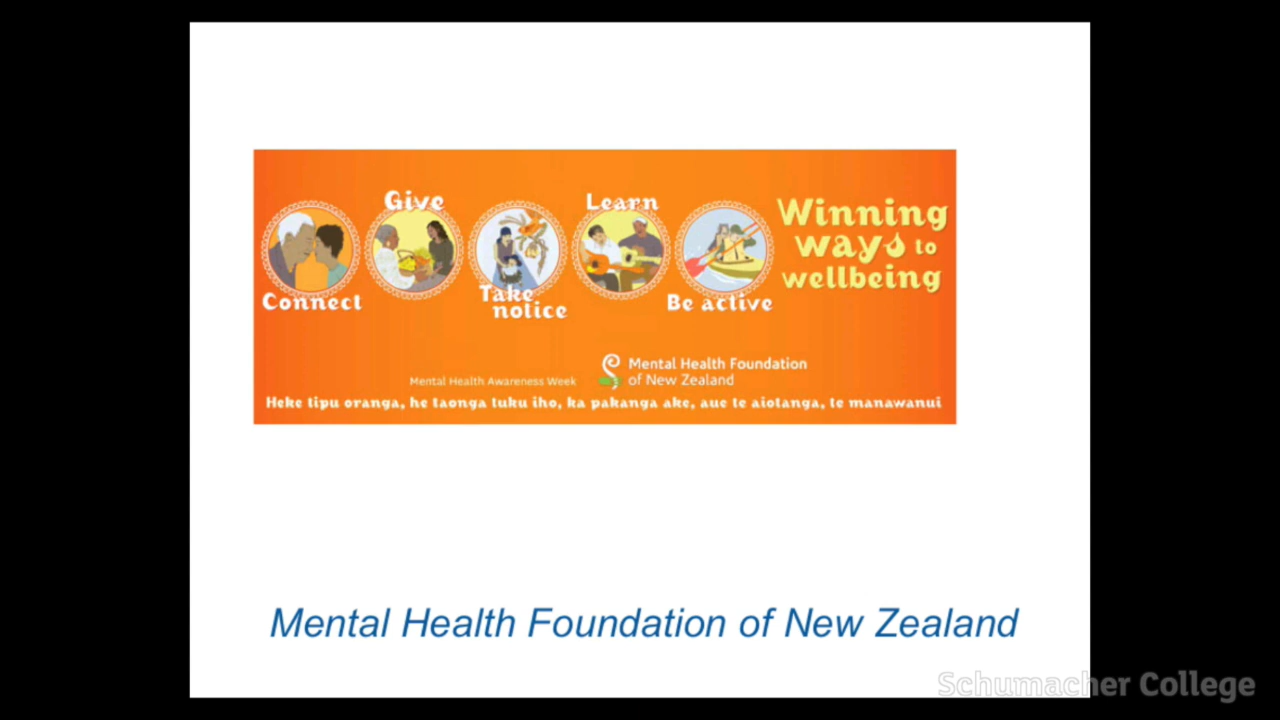 Give
Learn
Connect
Take
notice
Be active
Winning
ways to
wellbeing
Mental Health Awareness Week
Mental Health Foundation
of New Zealand
Heke tipu oranga, he taonga tuku iho, ka pakanga ake, aue te aiotanga, te manawanui
Mental Health Foundation of New Zealand
Schumacher College